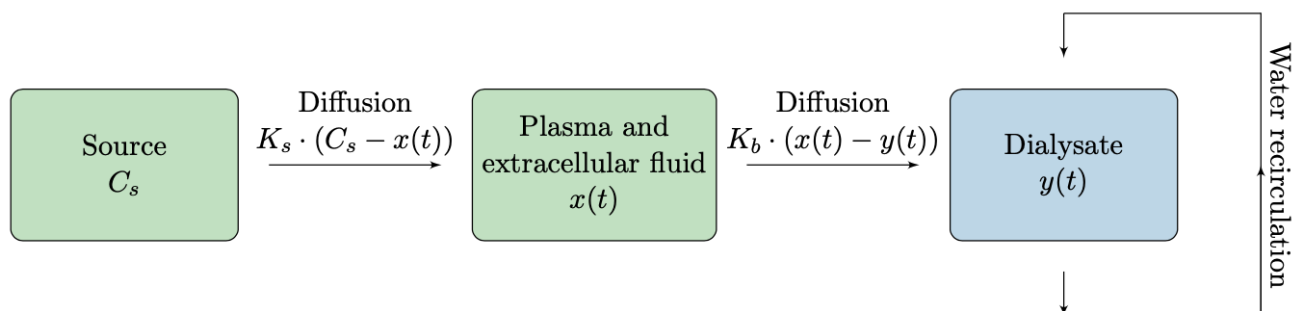 Source
C_s
Diffusion
K_s · (C_s − x(t))
Plasma and
extracellular fluid
x(t)
Diffusion
K_b · (x(t) − y(t))
Dialysate
y(t)
Water recirculation